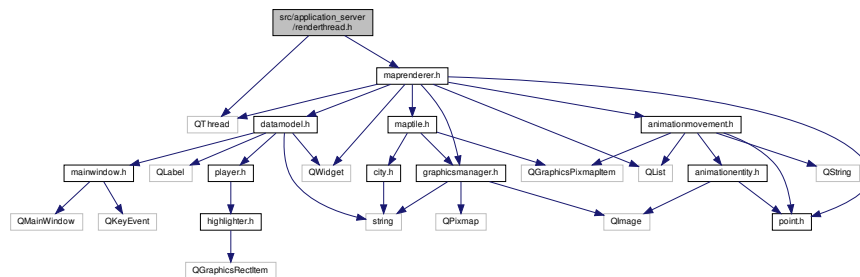 src/application_server
/renderthread.h
maprenderer.h
QThread
datamodel.h
maptile.h
animationmovement.h
mainwindow.h
QLabel
player.h
QWidget
city.h
graphicsmanager.h
QGraphicsPixmapItem
QList
animationentity.h
QString
QMainWindow
QKeyEvent
highlighter.h
string
QPixmap
QImage
point.h
QGraphicsRectItem